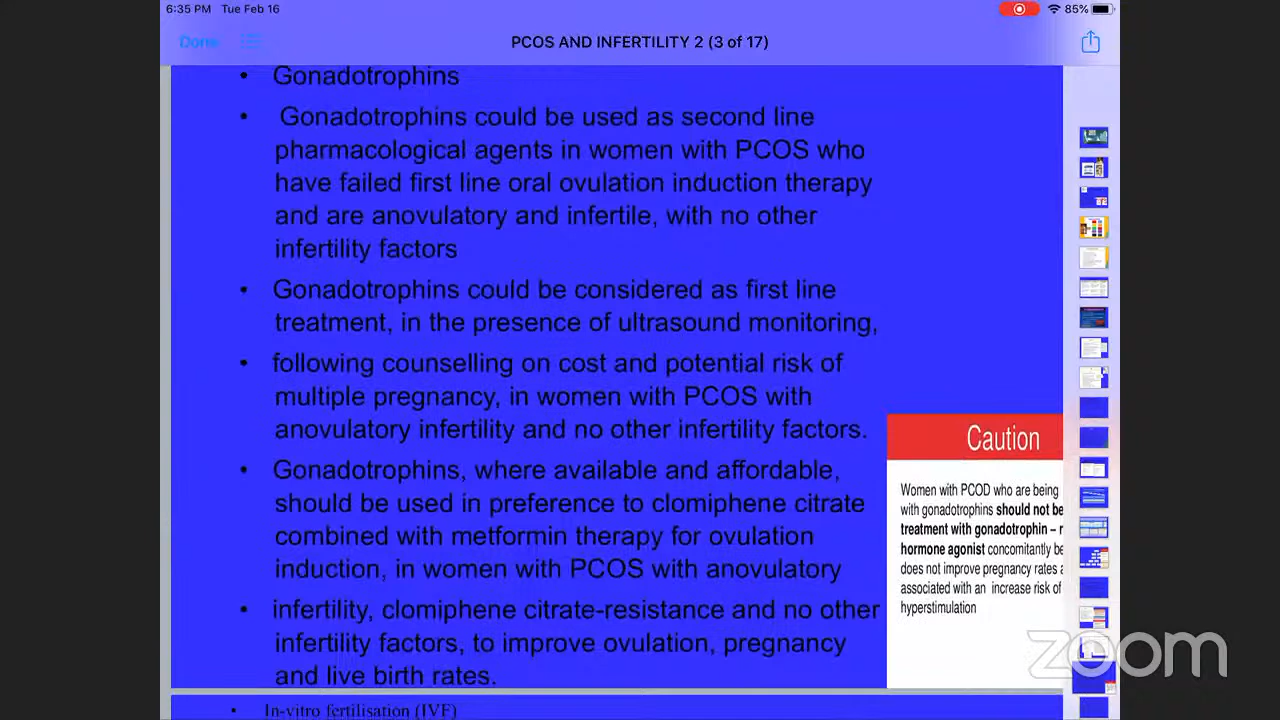 6:35 PM Tue Feb 16
85%
Done
PCOS AND INFERTILITY 2 (3 of 17)
• Gonadotrophins
• Gonadotrophins could be used as second line
pharmacological agents in women with PCOS who
have failed first line oral ovulation induction therapy
and are anovulatory and infertile, with no other
infertility factors
• Gonadotrophins could be considered as first line
treatment, in the presence of ultrasound monitoring,
• following counselling on cost and potential risk of
multiple pregnancy, in women with PCOS with
anovulatory infertility and no other infertility factors.
• Gonadotrophins, where available and affordable,
should be used in preference to clomiphene citrate
combined with metformin therapy for ovulation
induction, in women with PCOS with anovulatory
• infertility, clomiphene citrate-resistance and no other
infertility factors, to improve ovulation, pregnancy
and live birth rates.
Caution
Women with PCOD who are being
with gonadotrophins should not be
treatment with gonadotrophin –
hormone agonist concomitantly
does not improve pregnancy rates
associated with an increase risk of
hyperstimulation
zoom
• In-vitro fertilisation (IVF)